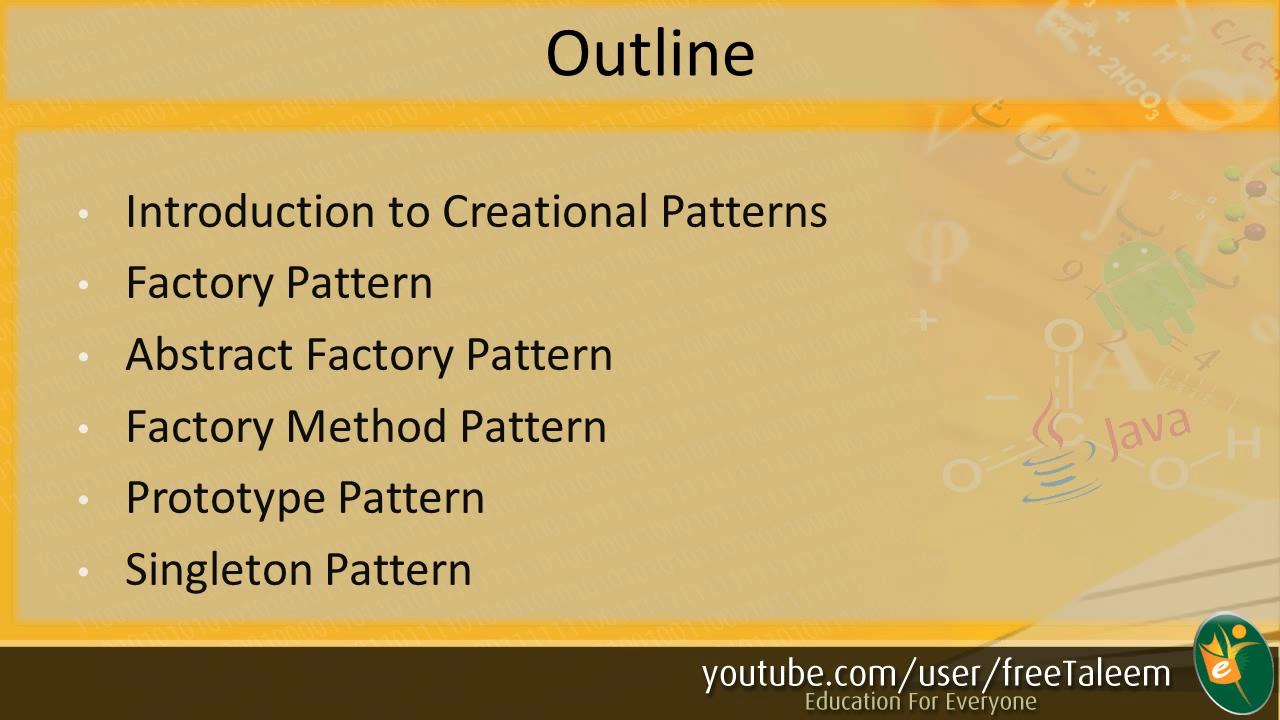 Outline
• Introduction to Creational Patterns
• Factory Pattern
• Abstract Factory Pattern
• Factory Method Pattern
• Prototype Pattern
• Singleton Pattern
Java
youtube.com/user/freeTaleem
Education For Everyone